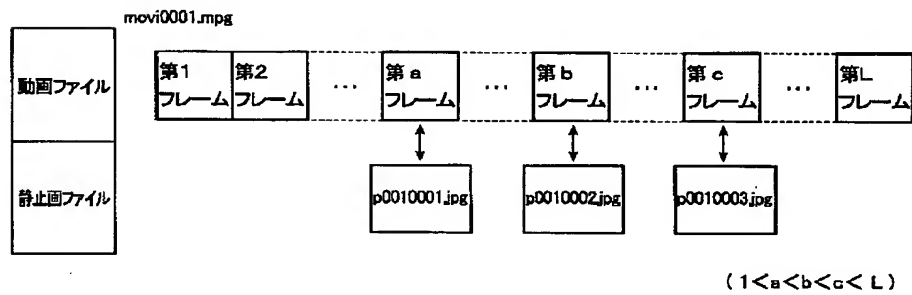 movi0001.mpg
動画ファイル
第1
フレーム
第2
フレーム
…
第a
フレーム
…
第b
フレーム
…
第c
フレーム
…
第L
フレーム
静止画ファイル
p0010001.jpg
p0010002.jpg
p0010003.jpg
(1<a<b<c<L)